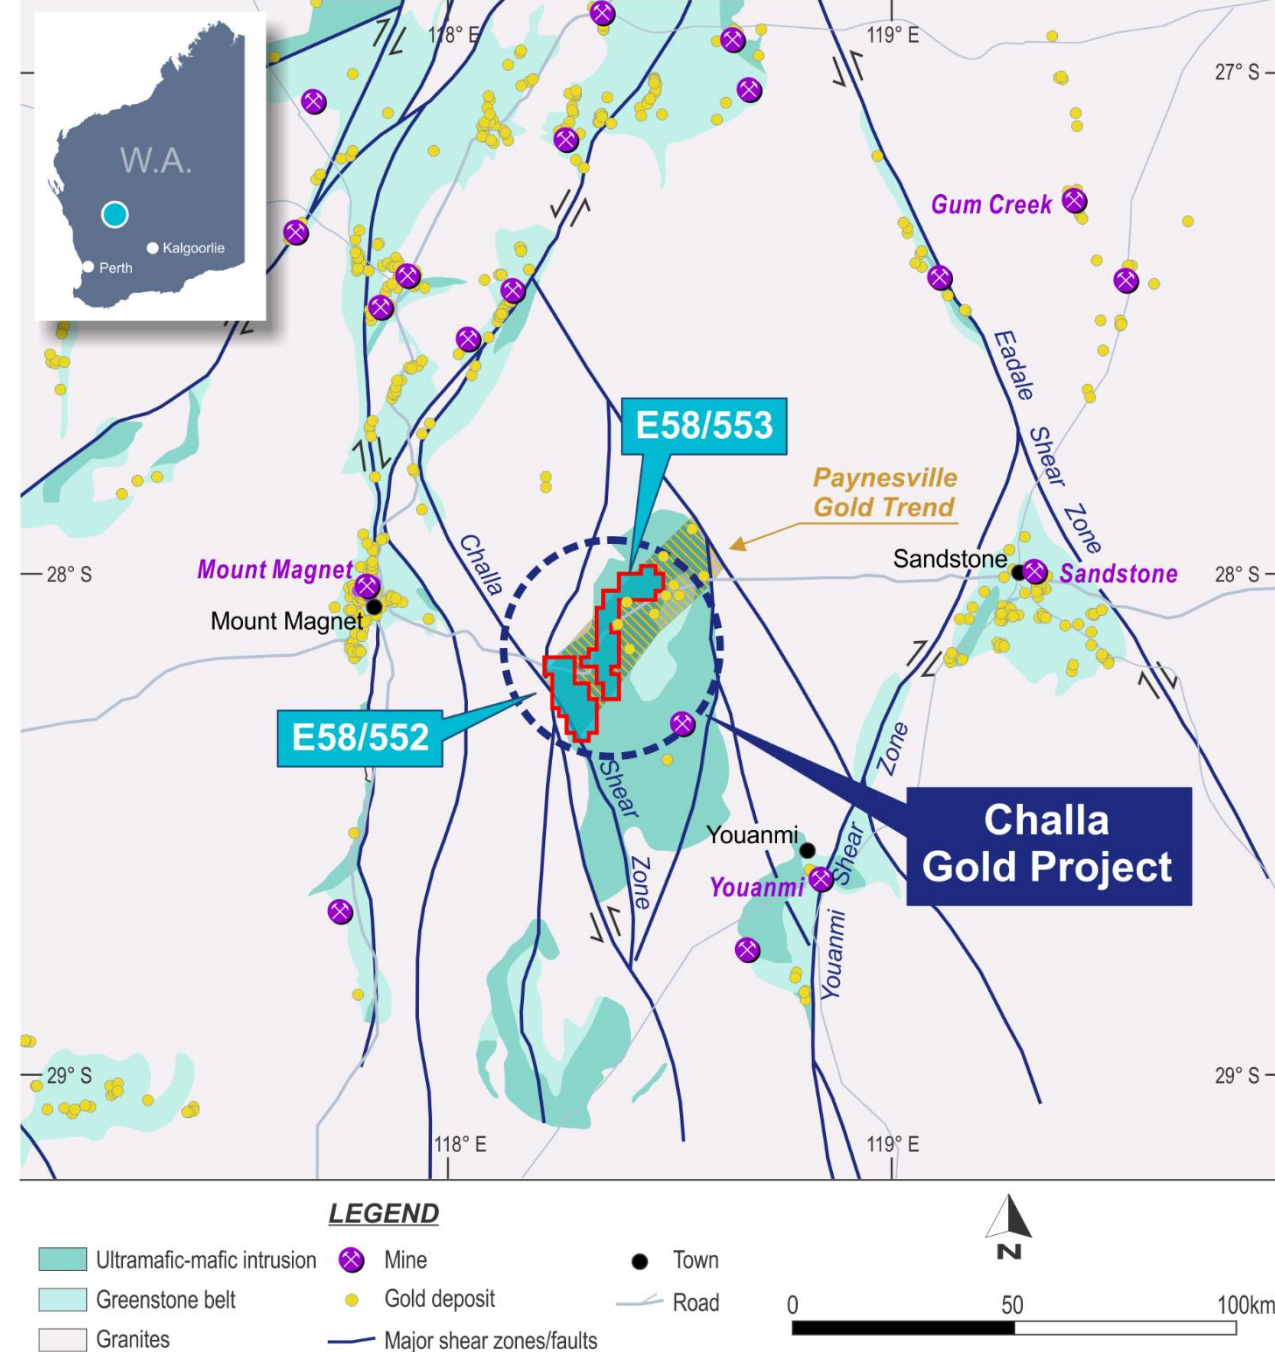 118° E
119° E
27° S
W.A.
Kalgoorlie
Perth
Gum Creek
Eadale
Shear
Zone
E58/553
Paynesville
Gold Trend
Challa
28° S
Mount Magnet
Mount Magnet
Sandstone
Sandstone
28° S
E58/552
Shear
Zone
Zone
Shear
Youanmi
Youanmi
Youanmi
Challa
Gold Project
29° S
29° S
118° E
119° E
LEGEND
Ultramafic-mafic intrusion
Mine
Town
Greenstone belt
Gold deposit
Road
Granites
Major shear zones/faults
N
0
50
100km